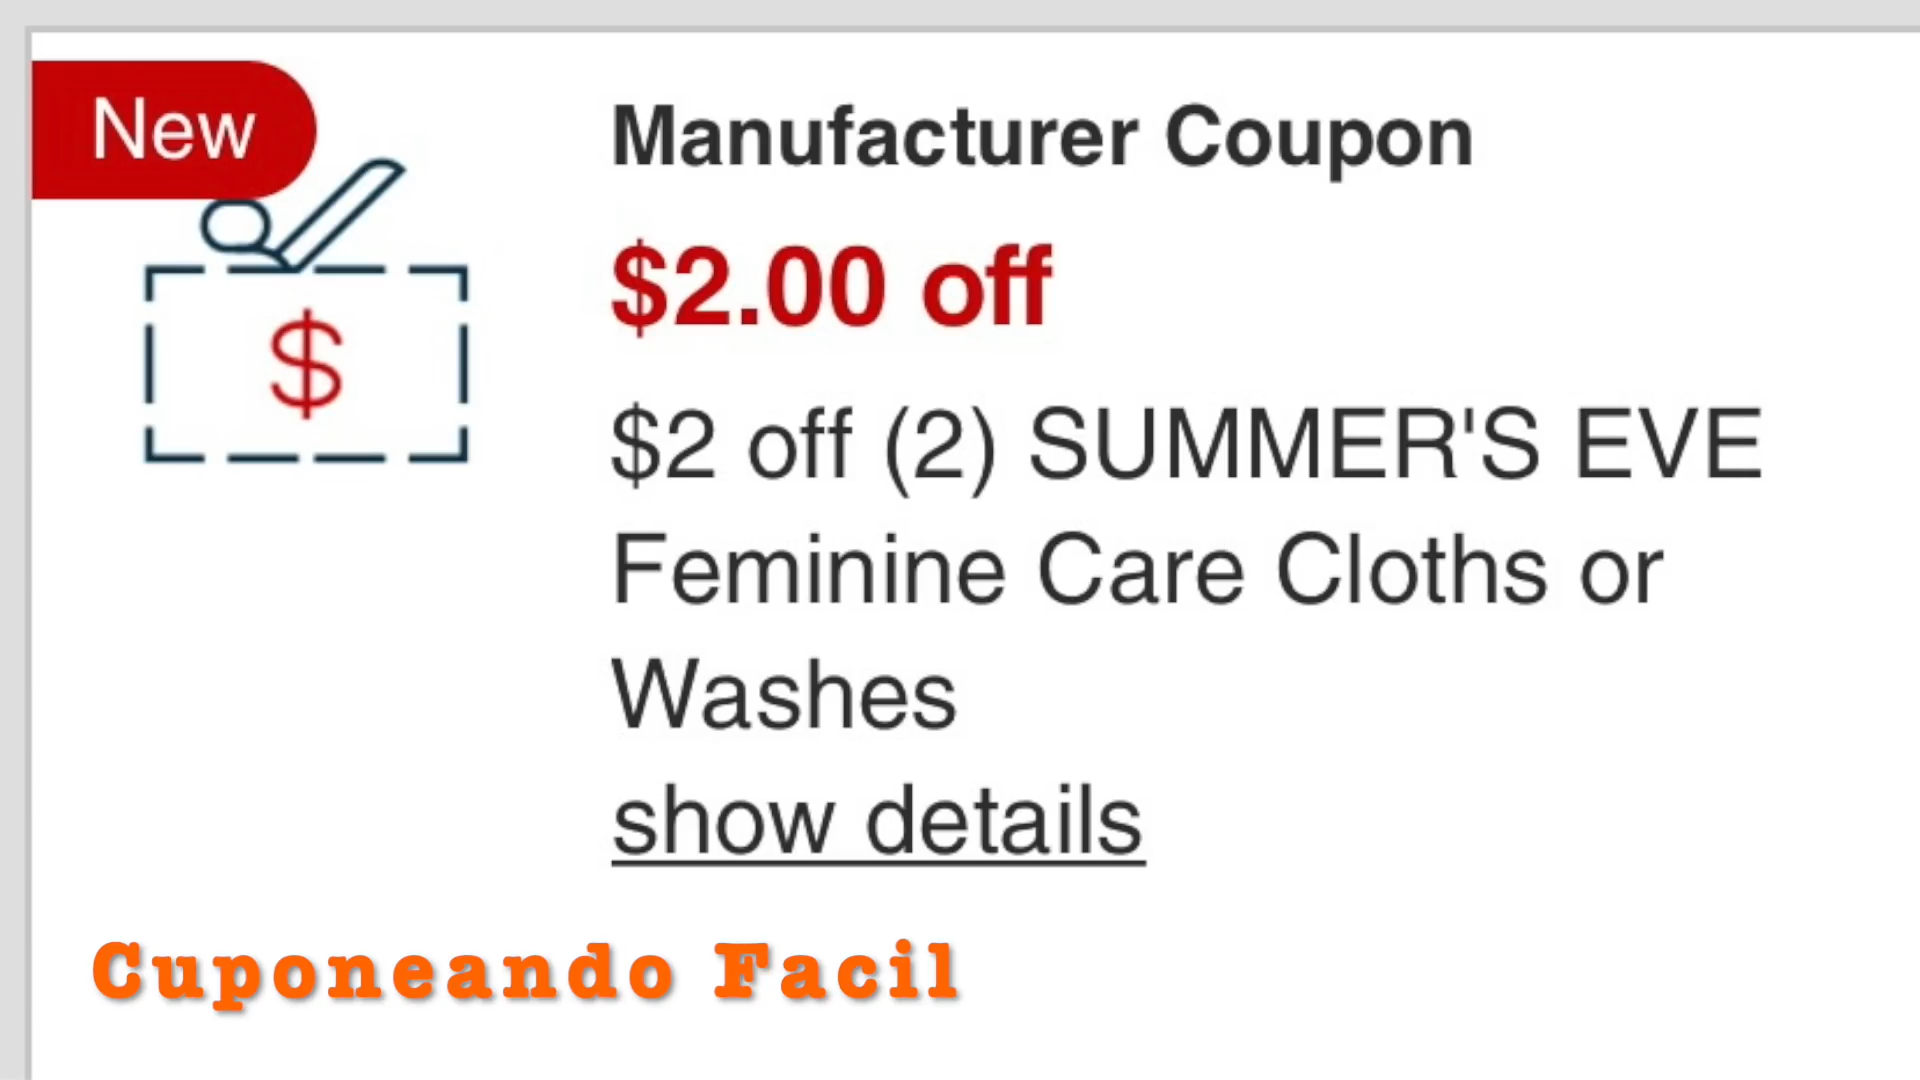 New
Manufacturer Coupon
$2.00 off
$
$2 off (2) SUMMER'S EVE
Feminine Care Cloths or
Washes
show details
Cuponeando Facil